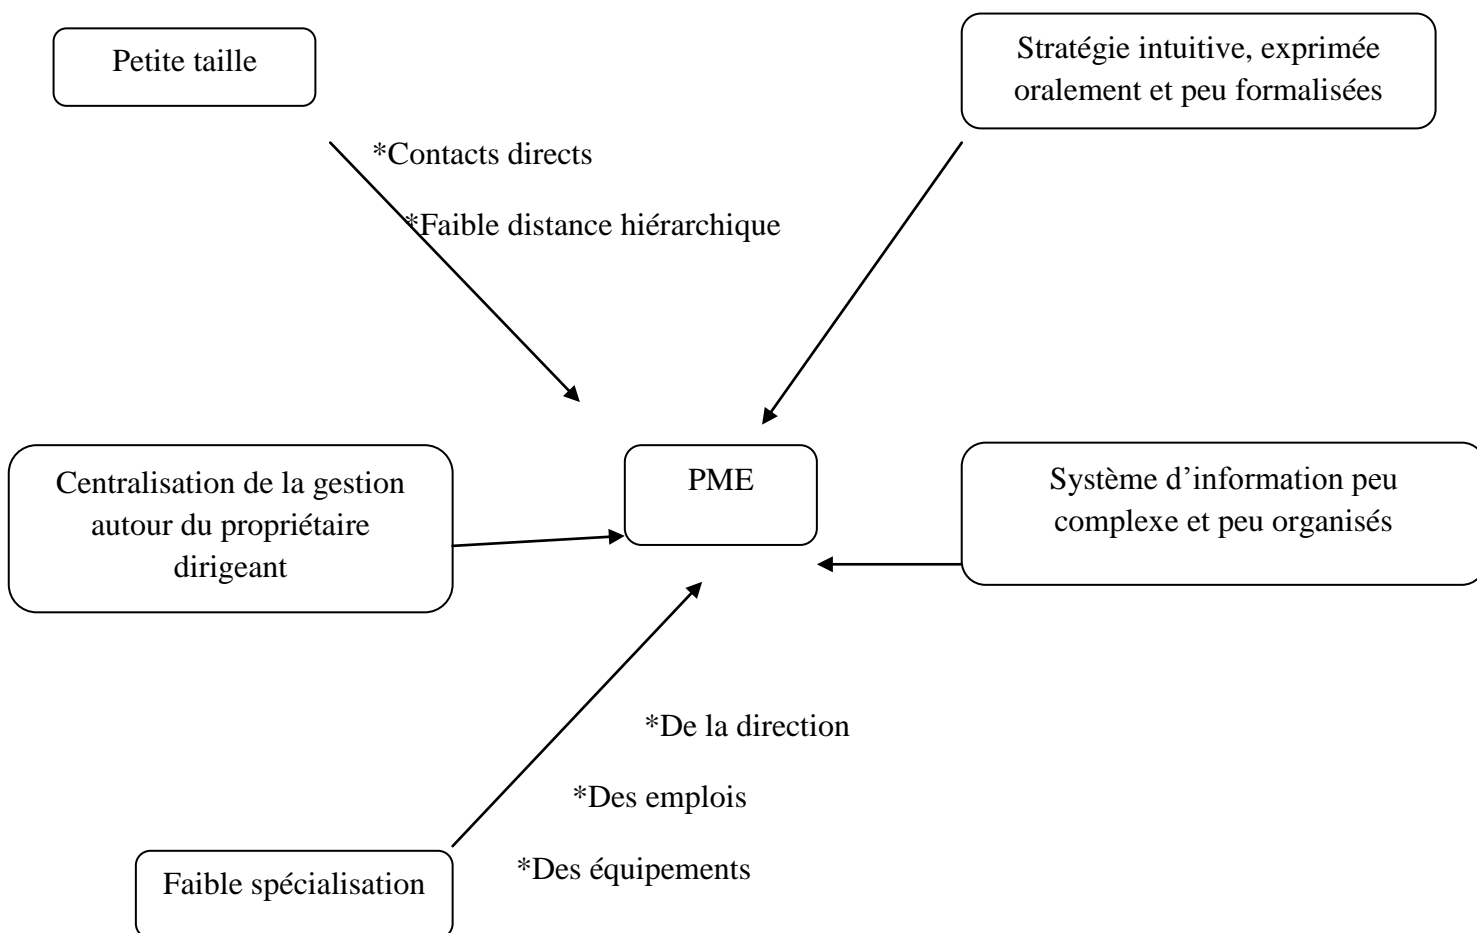 Petite taille
Stratégie intuitive, exprimée
oralement et peu formalisées
*Contacts directs
*Faible distance hiérarchique
Centralisation de la gestion
autour du propriétaire
dirigeant
PME
Système d’information peu
complexe et peu organisés
*De la direction
*Des emplois
*Des équipements
Faible spécialisation